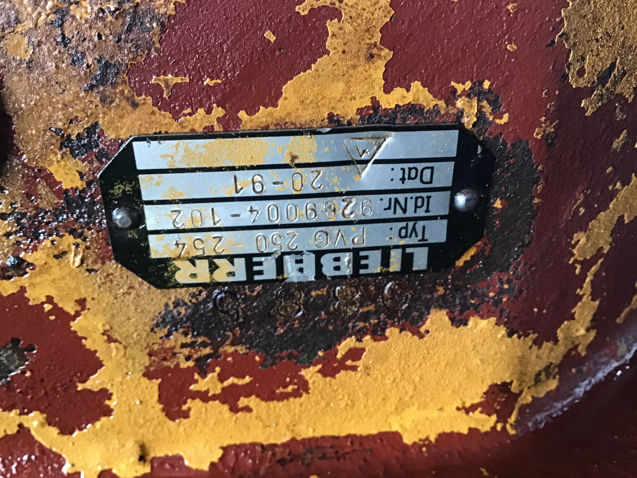 LIEBHERR
Typ: PVG 250-254
Id.Nr. 9269004-102
Dat: 20-91